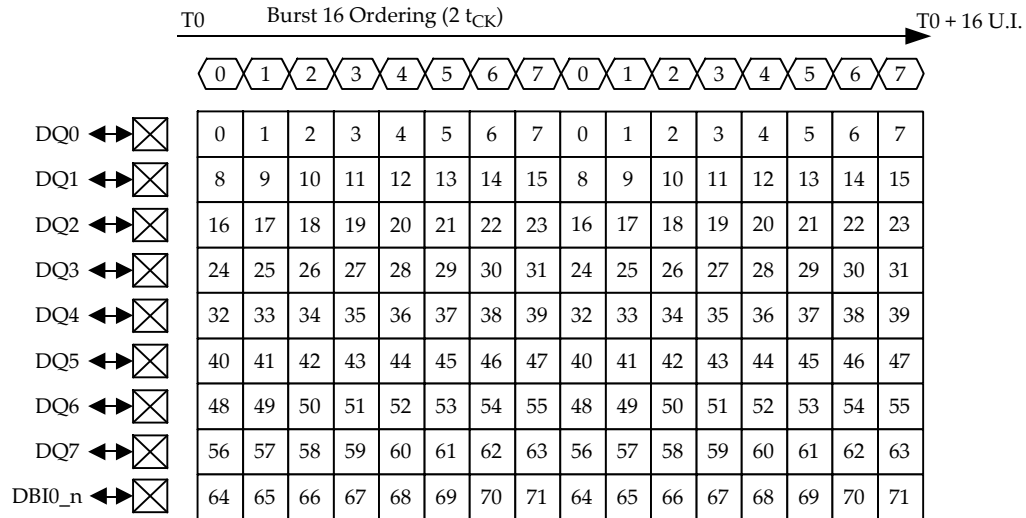 T0 Burst 16 Ordering (2 tCK) T0 + 16 U.I.
0 1 2 3 4 5 6 7 0 1 2 3 4 5 6 7
DQ0 0 1 2 3 4 5 6 7 0 1 2 3 4 5 6 7
DQ1 8 9 10 11 12 13 14 15 8 9 10 11 12 13 14 15
DQ2 16 17 18 19 20 21 22 23 16 17 18 19 20 21 22 23
DQ3 24 25 26 27 28 29 30 31 24 25 26 27 28 29 30 31
DQ4 32 33 34 35 36 37 38 39 32 33 34 35 36 37 38 39
DQ5 40 41 42 43 44 45 46 47 40 41 42 43 44 45 46 47
DQ6 48 49 50 51 52 53 54 55 48 49 50 51 52 53 54 55
DQ7 56 57 58 59 60 61 62 63 56 57 58 59 60 61 62 63
DBI0_n 64 65 66 67 68 69 70 71 64 65 66 67 68 69 70 71